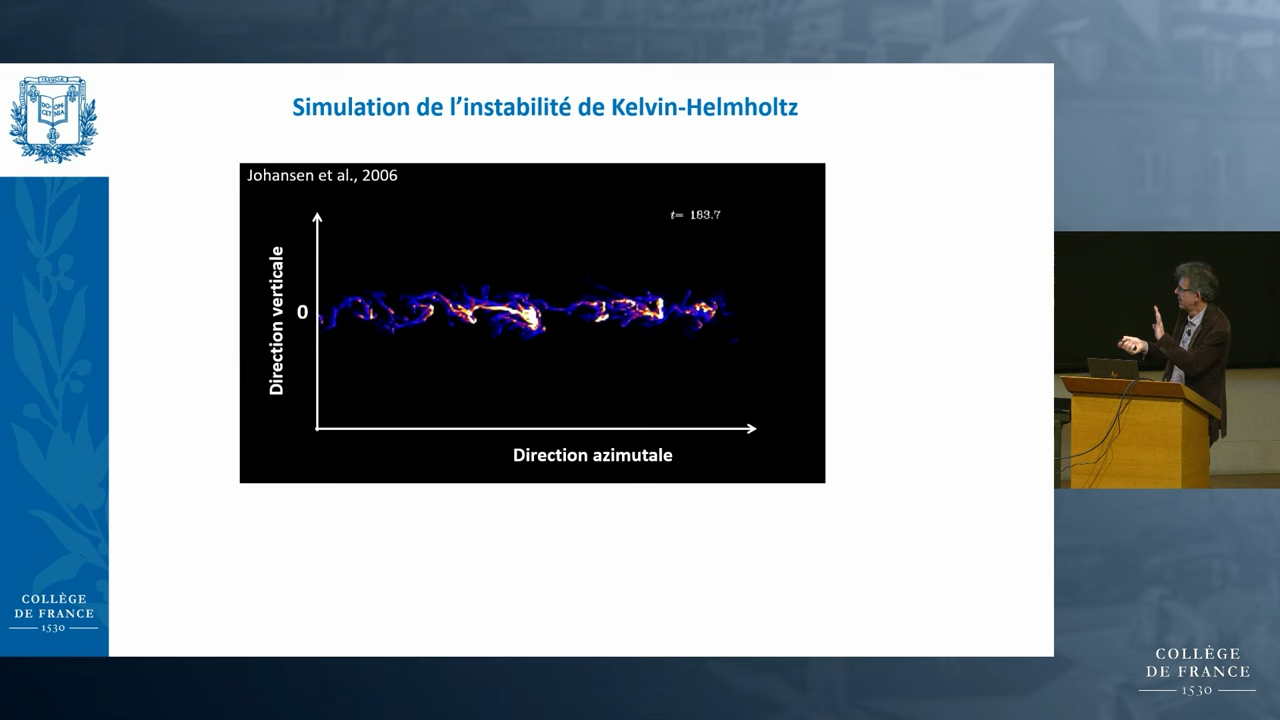 Simulation de l’instabilité de Kelvin-Helmholtz
Johansen et al., 2006
t= 183.7
Direction verticale
0
Direction azimutale
COLLÈGE
DE FRANCE
1530
COLLÈGE
DE FRANCE
1530